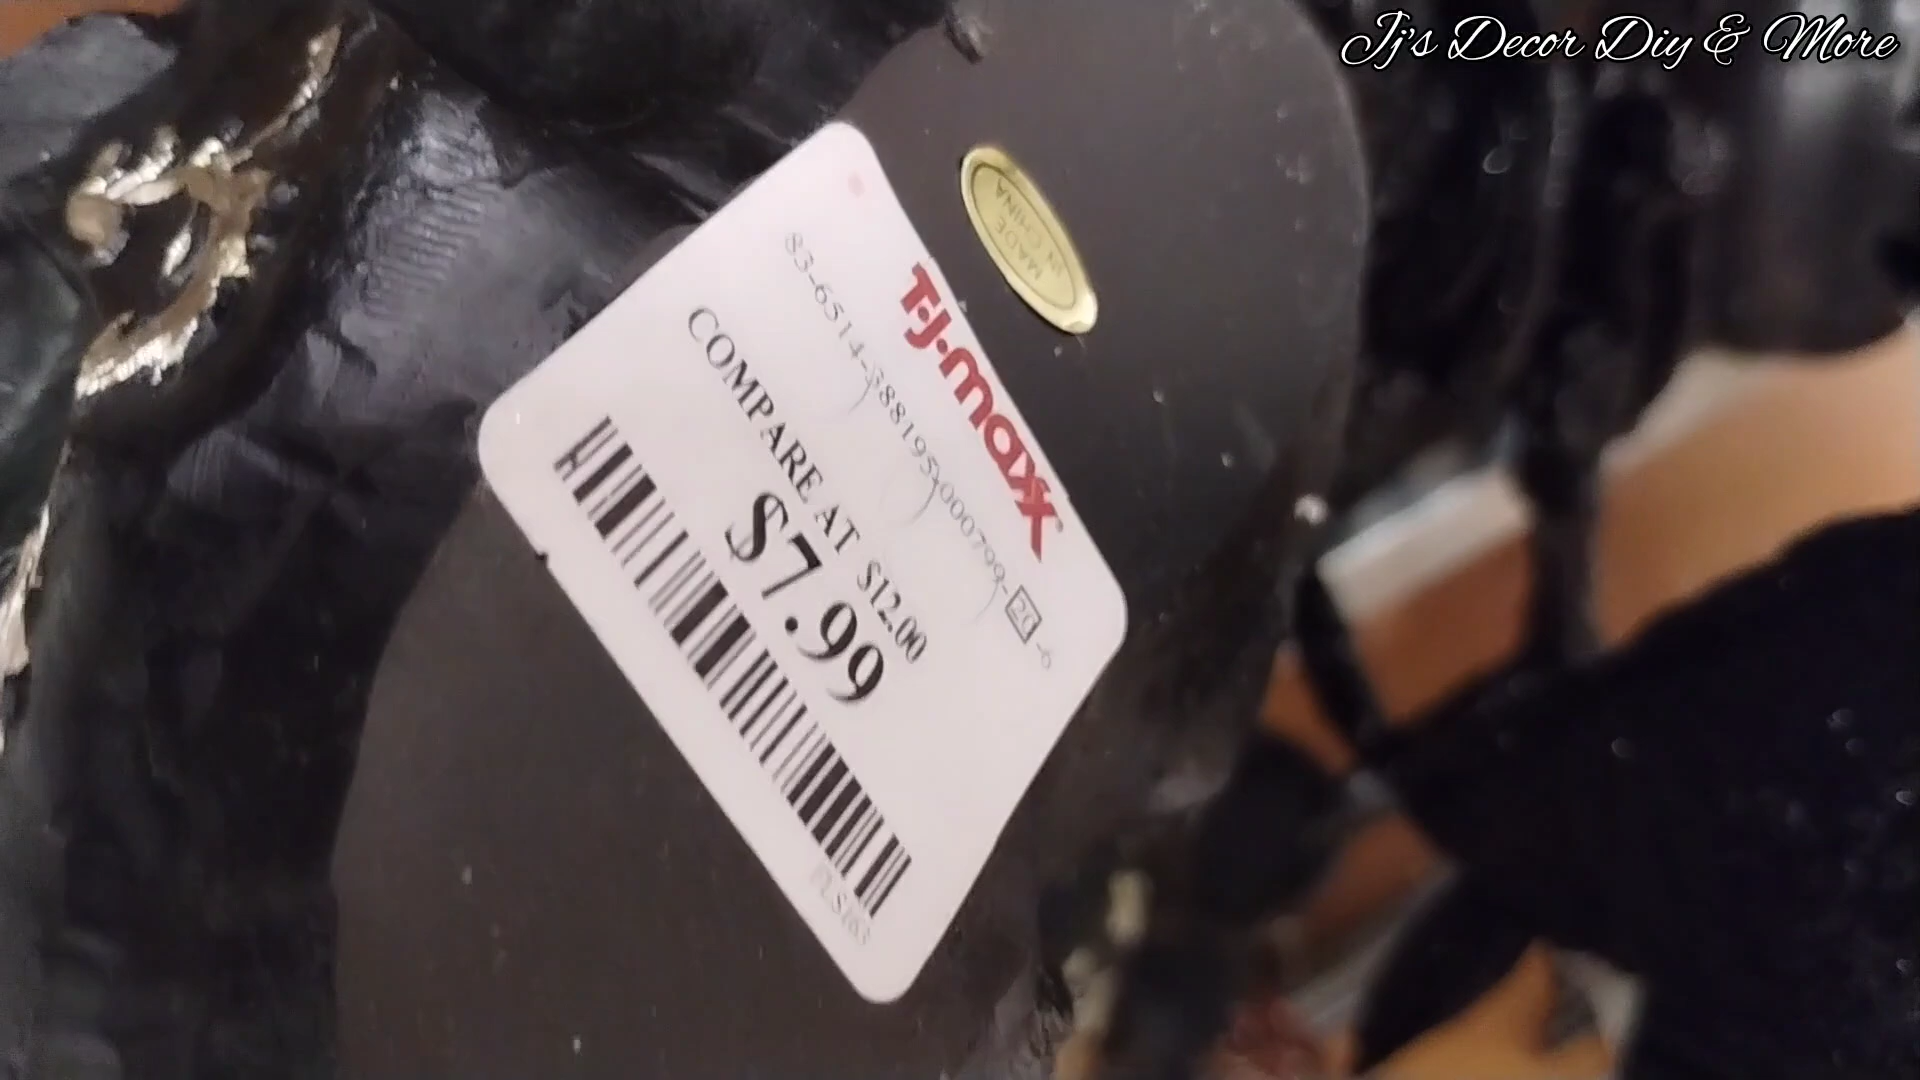 Jj's Decor Diy & More
MADE
IN CHINA
T·J·maxx
83-6514-388195-000799-20-6
COMPARE AT $12.00
$7.99